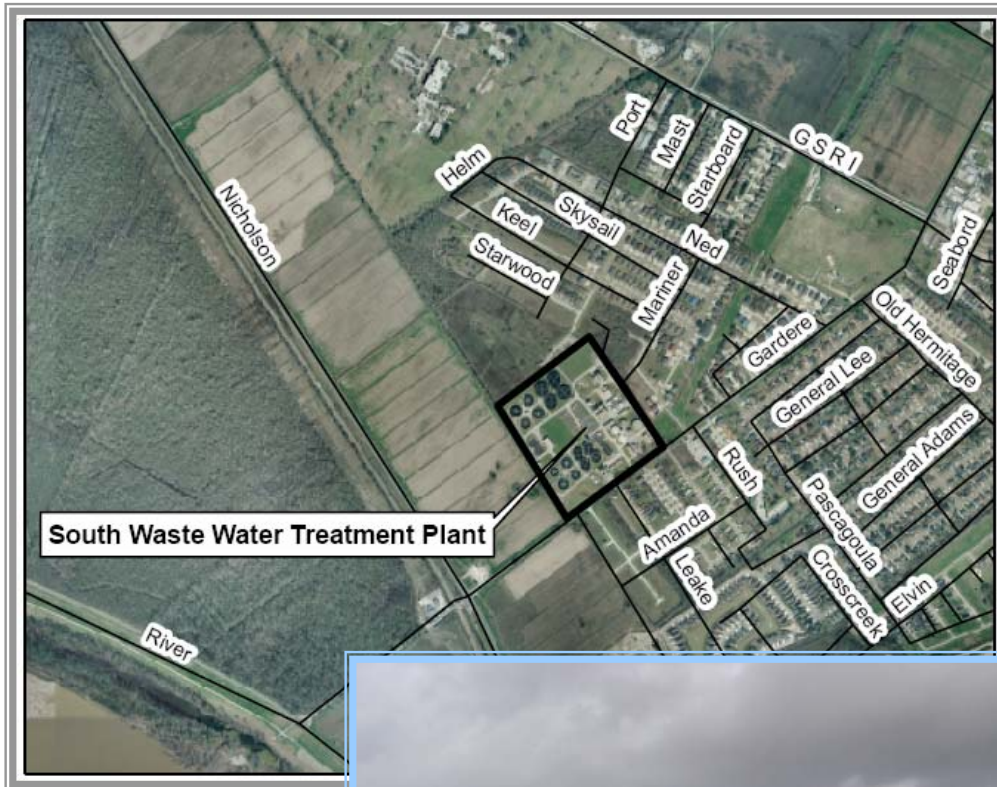 Port
Mast
Starboard
G S R I
Helm
Skysail
Keel
Ned
Starwood
Nicholson
Mariner
Seabord
Old Hermitage
Gardere
General Lee
General Adams
Rush
Pascagoula
South Waste Water Treatment Plant
Amanda
Leake
Crosscreek
Elvin
River